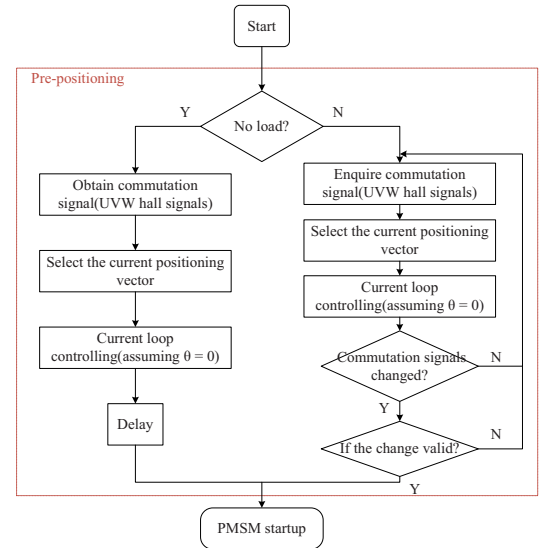 Start
Pre-positioning
No load?
Y
N
Obtain commutation
signal(UVW hall signals)
Select the current positioning
vector
Current loop
controlling(assuming θ = 0)
Delay
Enquire commutation
signal(UVW hall signals)
Select the current positioning
vector
Current loop
controlling(assuming θ = 0)
Commutation signals
changed?
N
Y
If the change valid?
N
Y
PMSM startup